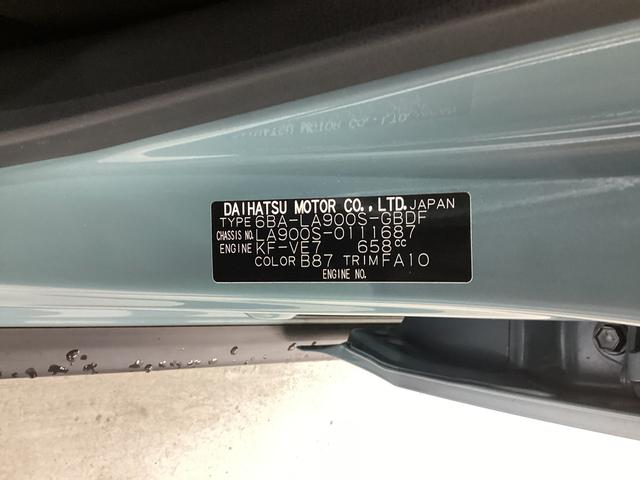 DAIHATSU MOTOR CO., LTD. JAPAN
TYPE 6BA-LA900S-GBDF
CHASSIS NO. LA900S-0111687
ENGINE KF-VE7 658cc
COLOR B87 TRIM FA10
ENGINE NO.